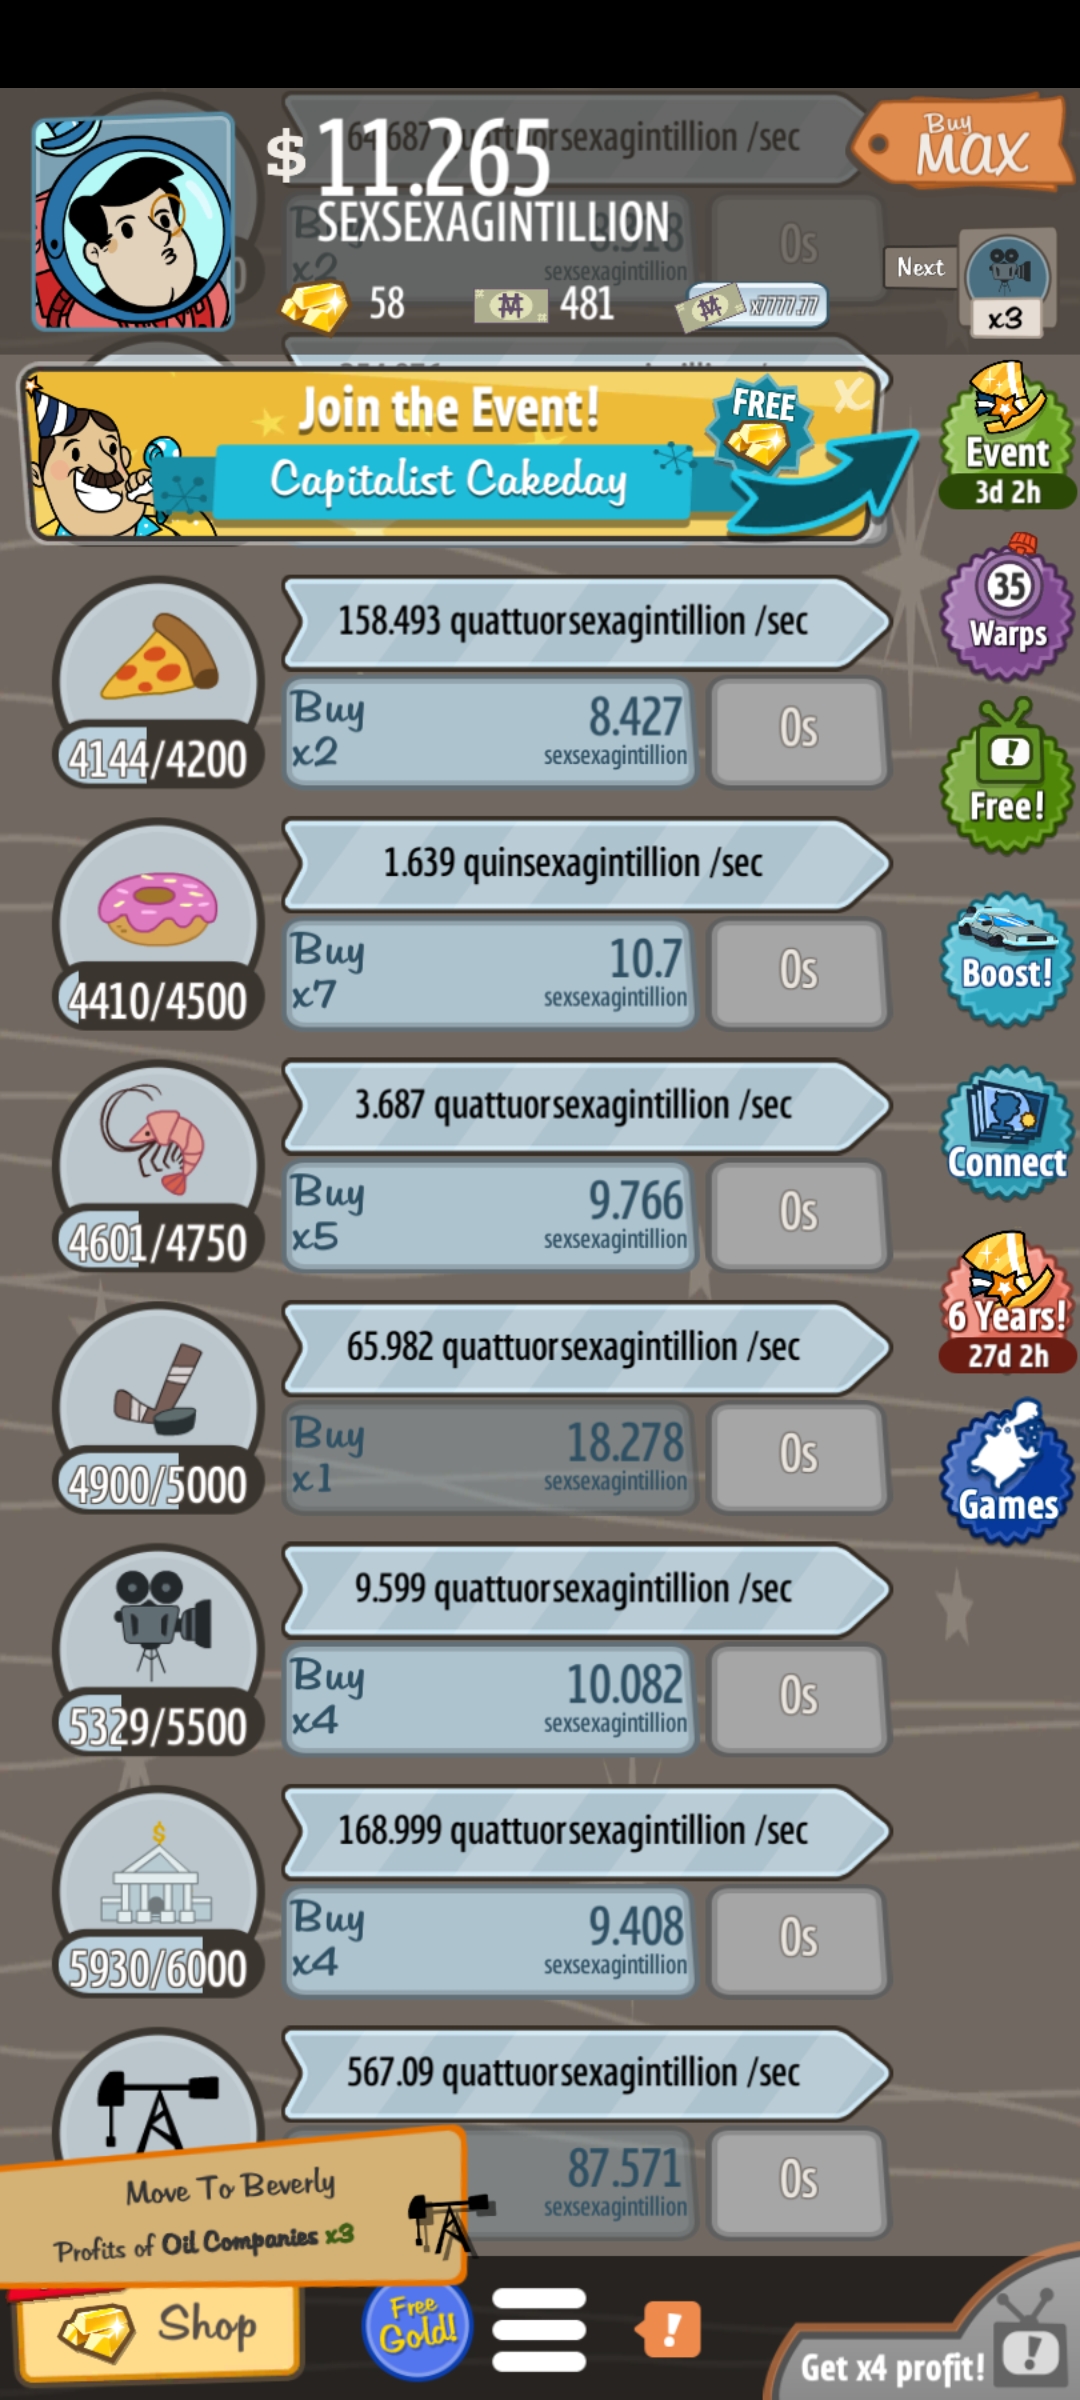 64.687 quattuorsexagintillion /sec
$ 11.265
SEXSEXAGINTILLION
Buy
x2
8.318
sexsexagintillion
0s
Buy
MAX
58
481
x7777.77
Next
x3
Join the Event!
Capitalist Cakeday
FREE
x
Event
3d 2h
158.493 quattuorsexagintillion /sec
Buy
x2
8.427
sexsexagintillion
0s
4144/4200
35
Warps
Free!
1.639 quinsexagintillion /sec
Buy
x7
10.7
sexsexagintillion
0s
4410/4500
Boost!
3.687 quattuorsexagintillion /sec
Buy
x5
9.766
sexsexagintillion
0s
4601/4750
Connect
6 Years!
27d 2h
65.982 quattuorsexagintillion /sec
Buy
x1
18.278
sexsexagintillion
0s
4900/5000
Games
9.599 quattuorsexagintillion /sec
Buy
x4
10.082
sexsexagintillion
0s
5329/5500
168.999 quattuorsexagintillion /sec
$
Buy
x4
9.408
sexsexagintillion
0s
5930/6000
567.09 quattuorsexagintillion /sec
87.571
sexsexagintillion
0s
Move To Beverly
Profits of Oil Companies x3
Shop
Free
Gold!
!
Get x4 profit!
!